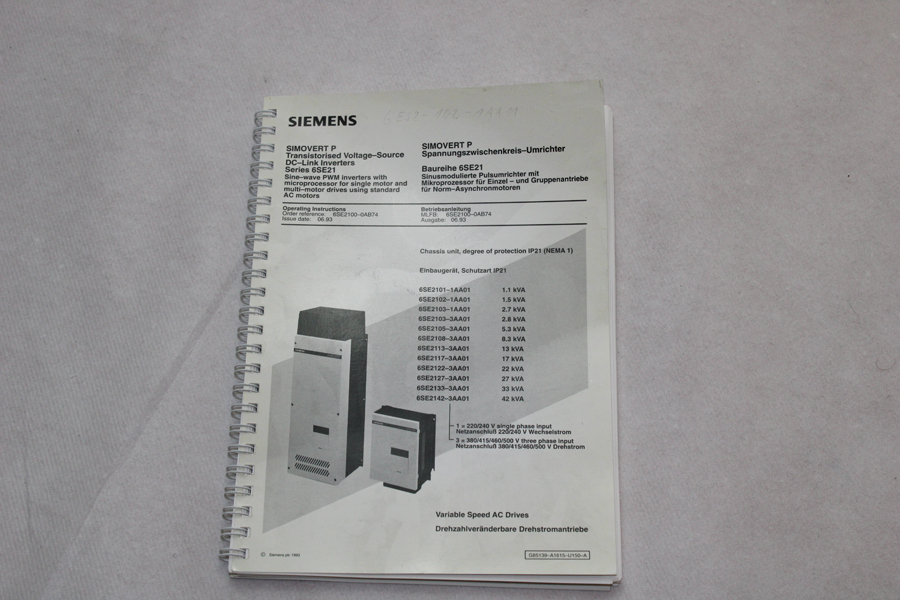 SIEMENS
SIMOVERT P
Transistorised Voltage–Source
DC–Link Inverters
Series 6SE21
Sine–wave PWM inverters with
microprocessor for single motor and
multi–motor drives using standard
AC motors
SIMOVERT P
Spannungszwischenkreis–Umrichter
Baureihe 6SE21
Sinusmodulierte Pulsumrichter mit
Mikroprozessor für Einzel – und Gruppenantriebe
für Norm–Asynchronmotoren
Operating Instructions
Order reference: 6SE2100–0AB74
Issue date: 06.93
Betriebsanleitung
MLFB: 6SE2100–0AB74
Ausgabe: 06.93
Chassis unit, degree of protection IP21 (NEMA 1)
Einbaugerät, Schutzart IP21
6SE2101–1AA01 1.1 kVA
6SE2102–1AA01 1.5 kVA
6SE2103–1AA01 2.7 kVA
6SE2103–3AA01 2.8 kVA
6SE2105–3AA01 5.3 kVA
6SE2108–3AA01 8.3 kVA
6SE2113–3AA01 13 kVA
6SE2117–3AA01 17 kVA
6SE2122–3AA01 22 kVA
6SE2127–3AA01 27 kVA
6SE2133–3AA01 33 kVA
6SE2142–3AA01 42 kVA
1 = 220/240 V single phase input
Netzanschluß 220/240 V Wechselstrom
3 = 380/415/460/500 V three phase input
Netzanschluß 380/415/460/500 V Drehstrom
Variable Speed AC Drives
Drehzahlveränderbare Drehstromantriebe
© Siemens plc 1993
G85139–A1615–U150–A